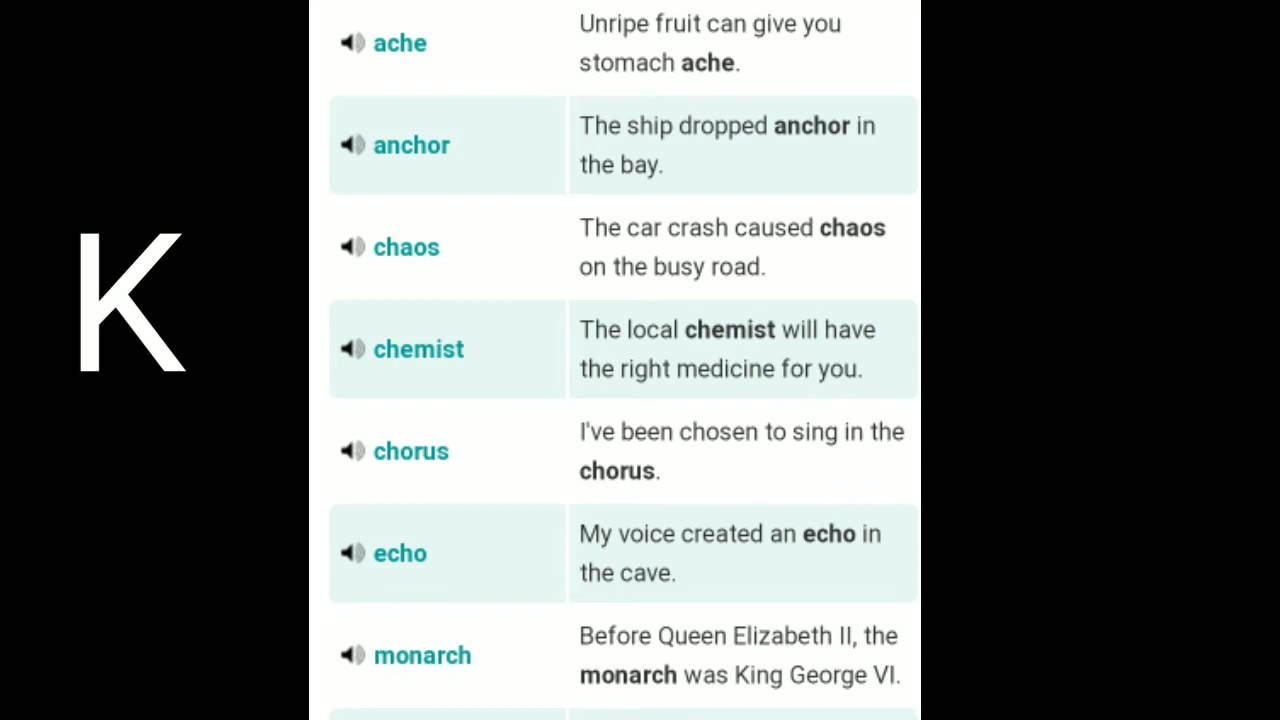 K
ache
Unripe fruit can give you
stomach ache.
anchor
The ship dropped anchor in
the bay.
chaos
The car crash caused chaos
on the busy road.
chemist
The local chemist will have
the right medicine for you.
chorus
I've been chosen to sing in the
chorus.
echo
My voice created an echo in
the cave.
monarch
Before Queen Elizabeth II, the
monarch was King George VI.